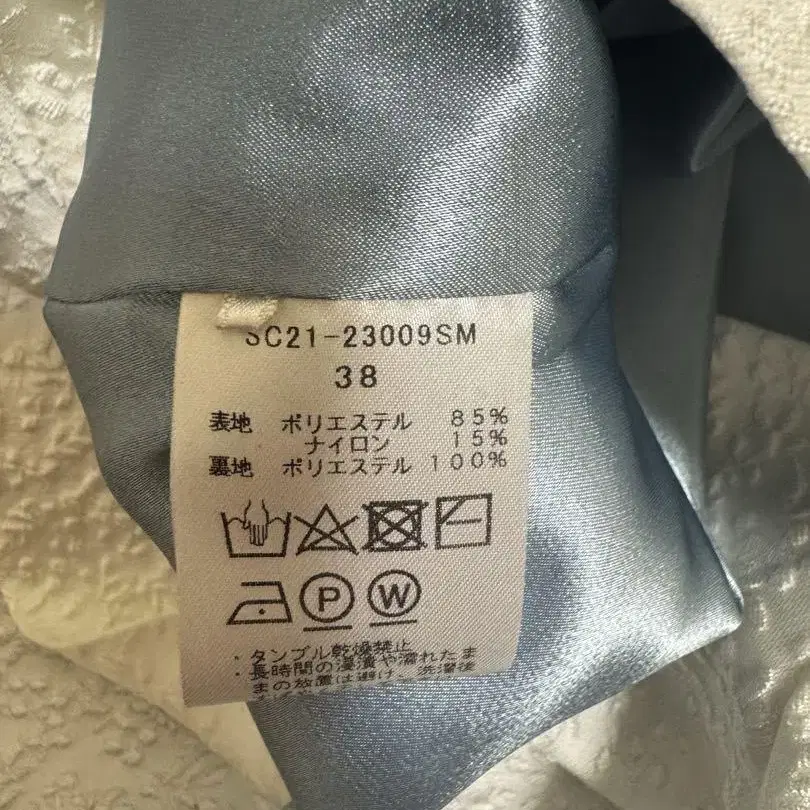 SC21-23009SM
38
表地 ポリエステル 85%
ナイロン 15%
裏地 ポリエステル 100%
P W
・タンブル乾燥禁止
・長時間の浸漬や濡れたま
まの放置は避け、洗濯後